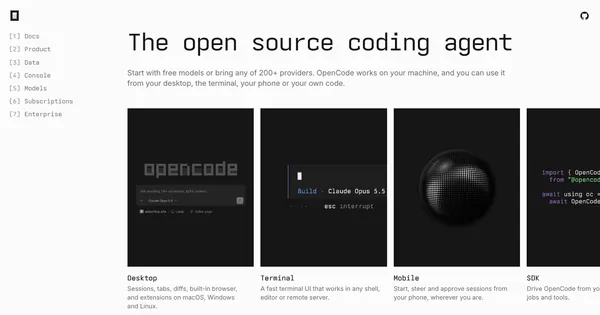 [1] Docs
[2] Product
[3] Data
[4] Console
[5] Models
[6] Subscriptions
[7] Enterprise
The open source coding agent
Start with free models or bring any of 200+ providers. OpenCode works on your machine, and you can use it
from your desktop, the terminal, your phone or your own code.
opencode
Build · Claude Opus 5.5
esc interrupt
import { OpenCod
from "@opencod
await using oc =
await OpenCode
Desktop
Sessions, tabs, diffs, built-in browser,
and extensions on macOS, Windows
and Linux.
Terminal
A fast terminal UI that works in any shell,
editor or remote server.
Mobile
Start, steer and approve sessions from
your phone, wherever you are.
SDK
Drive OpenCode from yo
jobs and tools.